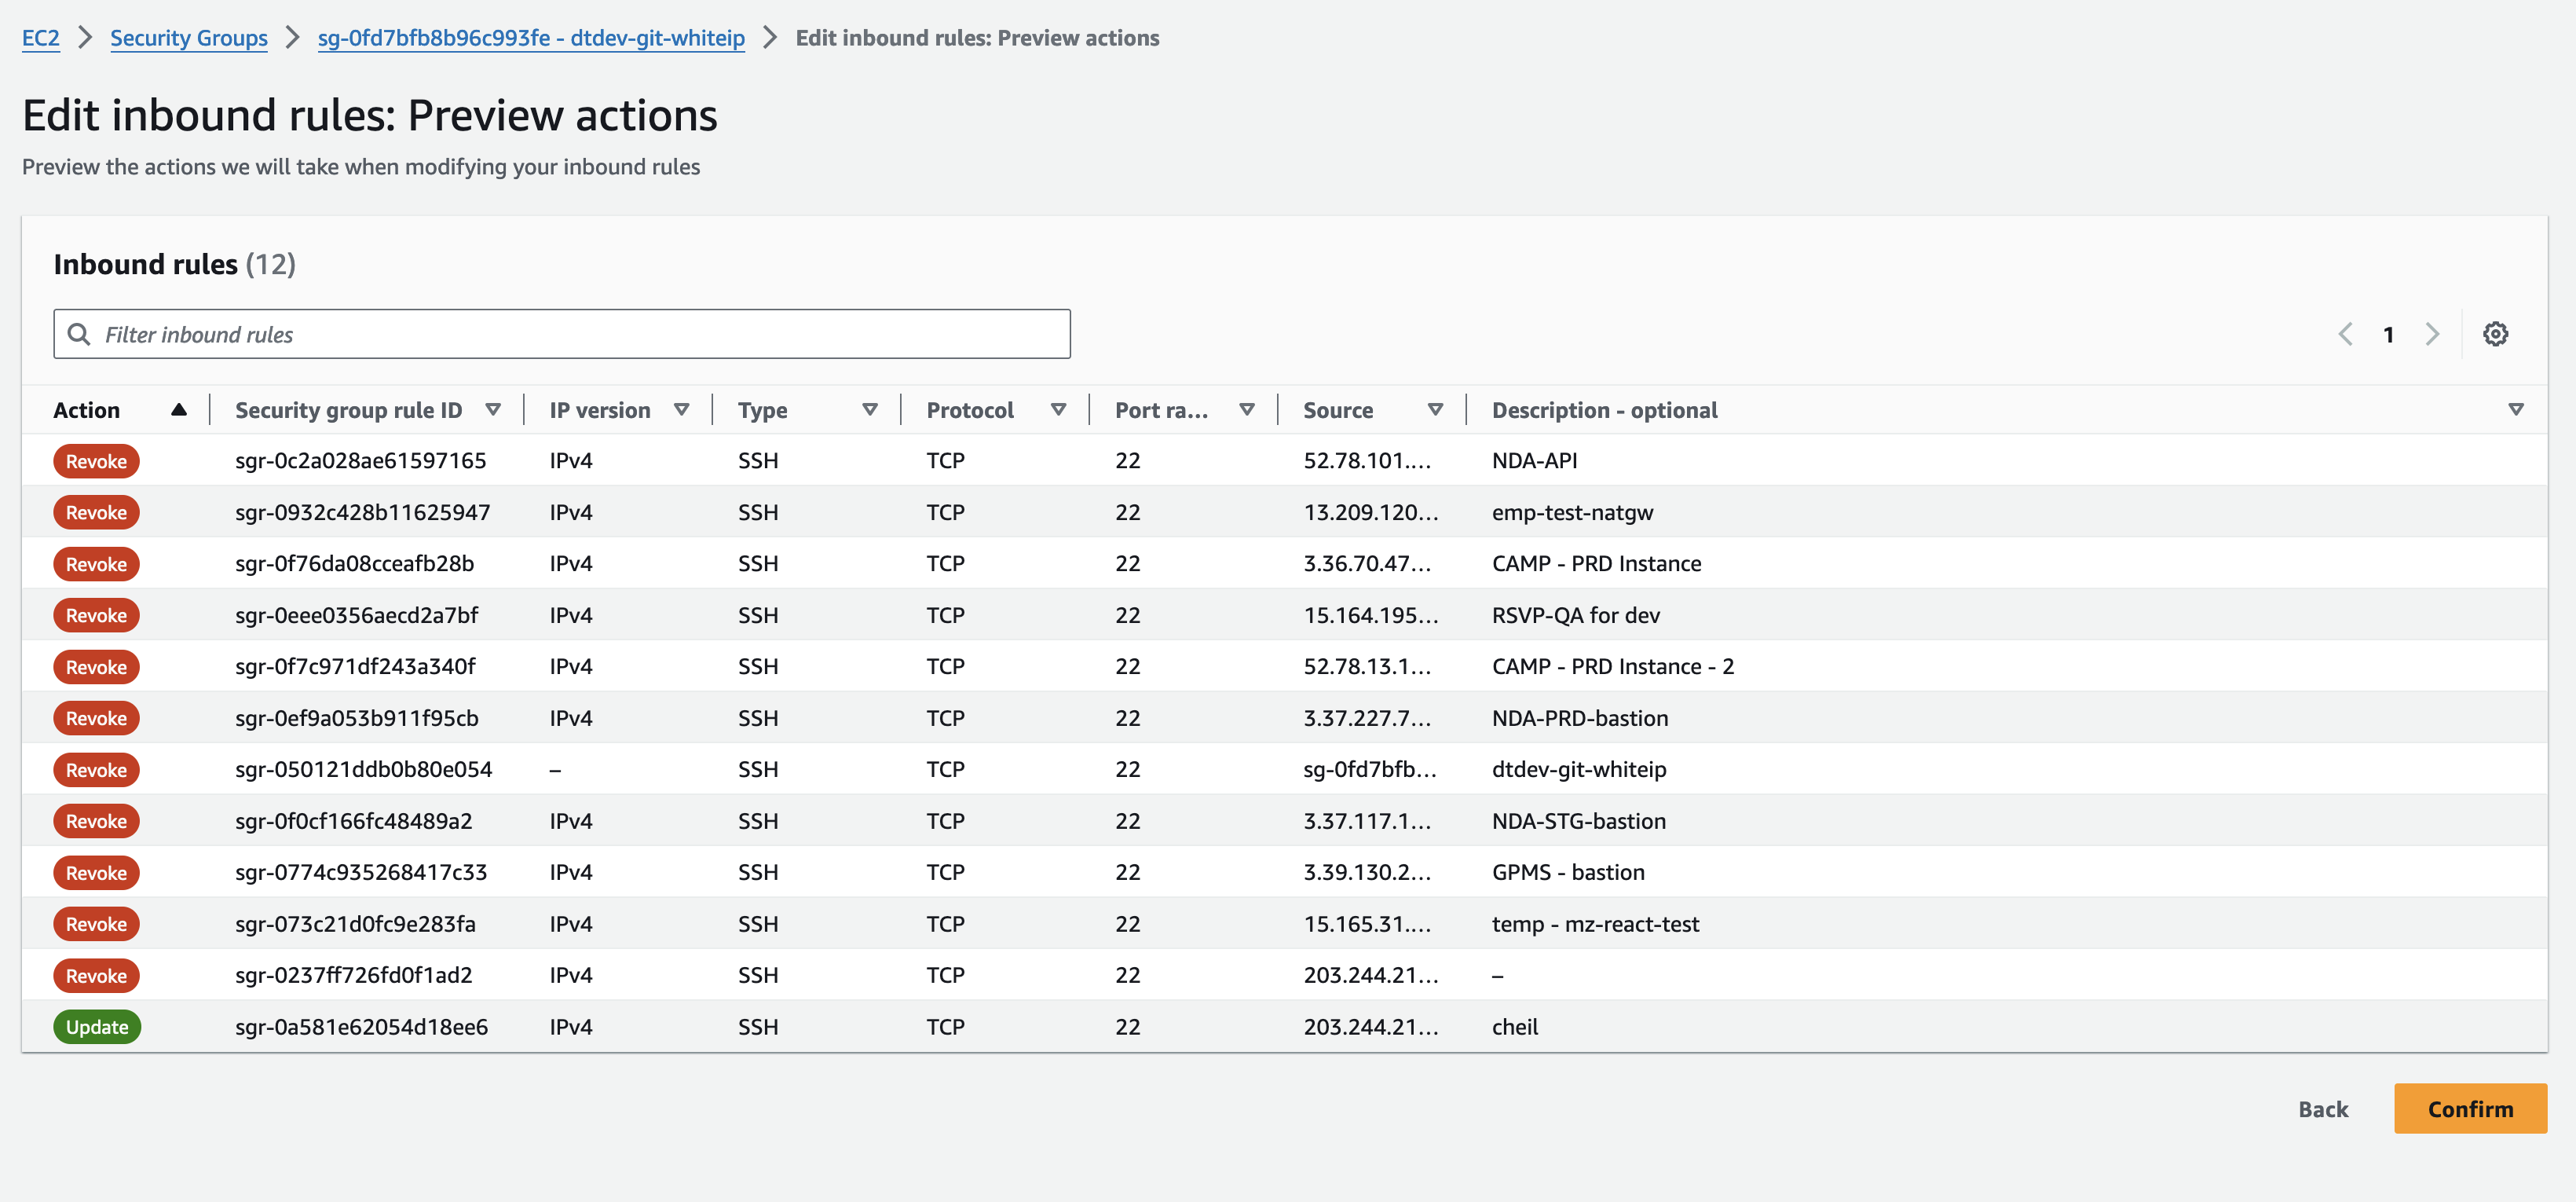 EC2 > Security Groups > sg-0fd7bfb8b96c993fe - dtdev-git-whiteip > Edit inbound rules: Preview actions
Edit inbound rules: Preview actions
Preview the actions we will take when modifying your inbound rules
Inbound rules (12)
Filter inbound rules
1
Action Security group rule ID IP version Type Protocol Port ra... Source Description - optional
Revoke sgr-0c2a028ae61597165 IPv4 SSH TCP 22 52.78.101.... NDA-API
Revoke sgr-0932c428b11625947 IPv4 SSH TCP 22 13.209.120... emp-test-natgw
Revoke sgr-0f76da08cceafb28b IPv4 SSH TCP 22 3.36.70.47... CAMP - PRD Instance
Revoke sgr-0eee0356aecd2a7bf IPv4 SSH TCP 22 15.164.195... RSVP-QA for dev
Revoke sgr-0f7c971df243a340f IPv4 SSH TCP 22 52.78.13.1... CAMP - PRD Instance - 2
Revoke sgr-0ef9a053b911f95cb IPv4 SSH TCP 22 3.37.227.7... NDA-PRD-bastion
Revoke sgr-050121ddb0b80e054 – SSH TCP 22 sg-0fd7bfb... dtdev-git-whiteip
Revoke sgr-0f0cf166fc48489a2 IPv4 SSH TCP 22 3.37.117.1... NDA-STG-bastion
Revoke sgr-0774c935268417c33 IPv4 SSH TCP 22 3.39.130.2... GPMS - bastion
Revoke sgr-073c21d0fc9e283fa IPv4 SSH TCP 22 15.165.31.... temp - mz-react-test
Revoke sgr-0237ff726fd0f1ad2 IPv4 SSH TCP 22 203.244.21... –
Update sgr-0a581e62054d18ee6 IPv4 SSH TCP 22 203.244.21... cheil
Back Confirm